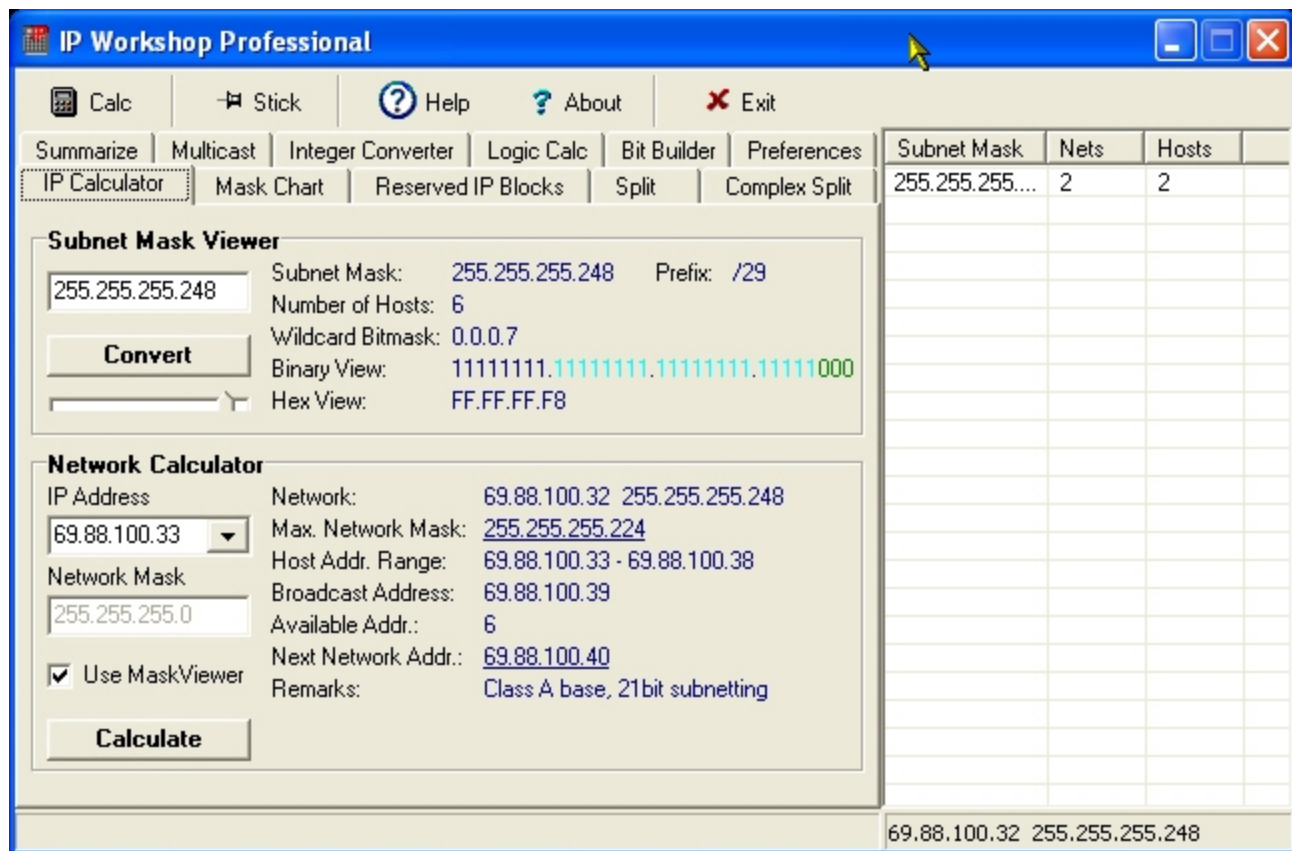 IP Workshop Professional
Calc Stick Help About Exit
Summarize Multicast Integer Converter Logic Calc Bit Builder Preferences
IP Calculator Mask Chart Reserved IP Blocks Split Complex Split
Subnet Mask Viewer
255.255.255.248
Convert
Subnet Mask: 255.255.255.248 Prefix: /29
Number of Hosts: 6
Wildcard Bitmask: 0.0.0.7
Binary View: 11111111.11111111.11111111.11111000
Hex View: FF.FF.FF.F8
Network Calculator
IP Address
69.88.100.33
Network Mask
255.255.255.0
Use MaskViewer
Calculate
Network: 69.88.100.32 255.255.255.248
Max. Network Mask: 255.255.255.224
Host Addr. Range: 69.88.100.33 - 69.88.100.38
Broadcast Address: 69.88.100.39
Available Addr.: 6
Next Network Addr.: 69.88.100.40
Remarks: Class A base, 21bit subnetting
Subnet Mask Nets Hosts
255.255.255.... 2 2
69.88.100.32 255.255.255.248